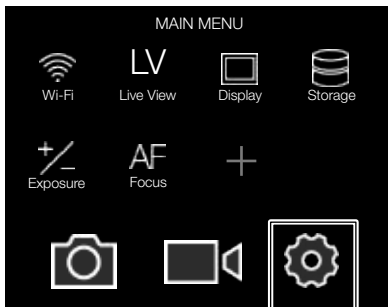 MAIN MENU
LV
Wi-Fi Live View Display Storage
AF
Exposure Focus